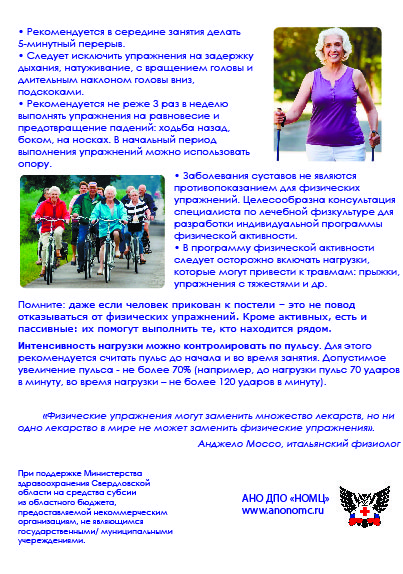 • Рекомендуется в середине занятия делать
5-минутный перерыв.
• Следует исключить упражнения на задержку
дыхания, натуживание, с вращением головы и
длительным наклоном головы вниз,
подскоками.
• Рекомендуется не реже 3 раз в неделю
выполнять упражнения на равновесие и
предотвращение падений: ходьба назад,
боком, на носках. В начальный период
выполнения упражнений можно использовать
опору.
• Заболевания суставов не являются
противопоказанием для физических
упражнений. Целесообразна консультация
специалиста по лечебной физкультуре для
разработки индивидуальной программы
физической активности.
• В программу физической активности
следует осторожно включать нагрузки,
которые могут привести к травмам: прыжки,
упражнения с тяжестями и др.
Помните: даже если человек прикован к постели – это не повод
отказываться от физических упражнений. Кроме активных, есть и
пассивные: их помогут выполнить те, кто находится рядом.
Интенсивность нагрузки можно контролировать по пульсу. Для этого
рекомендуется считать пульс до начала и во время занятия. Допустимое
увеличение пульса - не более 70% (например, до нагрузки пульс 70 ударов
в минуту, во время нагрузки – не более 120 ударов в минуту).
«Физические упражнения могут заменить множество лекарств, но ни
одно лекарство в мире не может заменить физические упражнения».
Анджело Моссо, итальянский физиолог
При поддержке Министерства
здравоохранения Свердловской
области на средства субсии
из областного бюджета,
предоставляемой некоммерческим
организациям, не являющимся
государственными/ муниципальными
учереждениями.
АНО ДПО «НОМЦ»
www.anonomc.ru